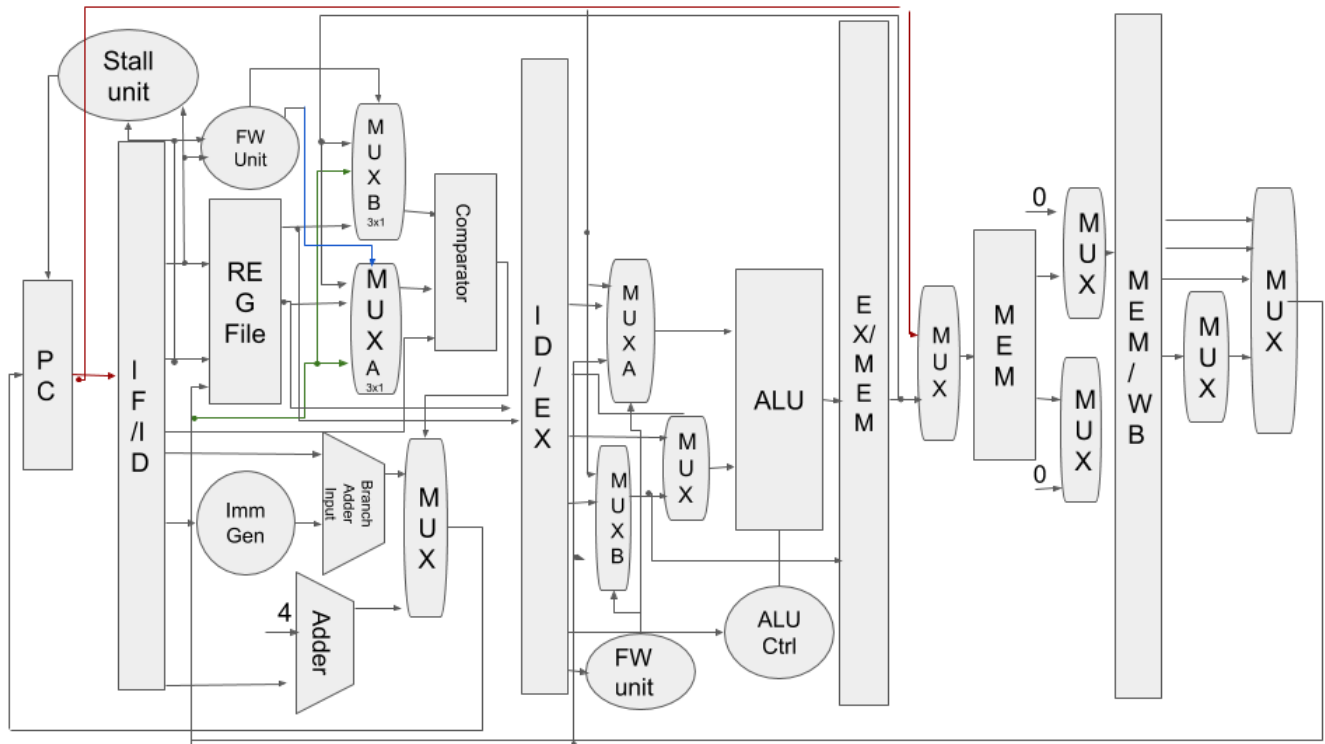 Stall
unit
FW
Unit
M
U
X
B
3x1
Comparator
RE
G
File
M
U
X
A
3x1
P
C
I
F
/I
D
Imm
Gen
Branch
Adder
Input
M
U
X
4
Adder
I
D
/
E
X
M
U
X
A
M
U
X
B
M
U
X
FW
unit
ALU
ALU
Ctrl
E
X/
M
E
M
M
U
X
M
E
M
0
M
U
X
0
M
U
X
M
E
M
/
W
B
M
U
X
M
U
X